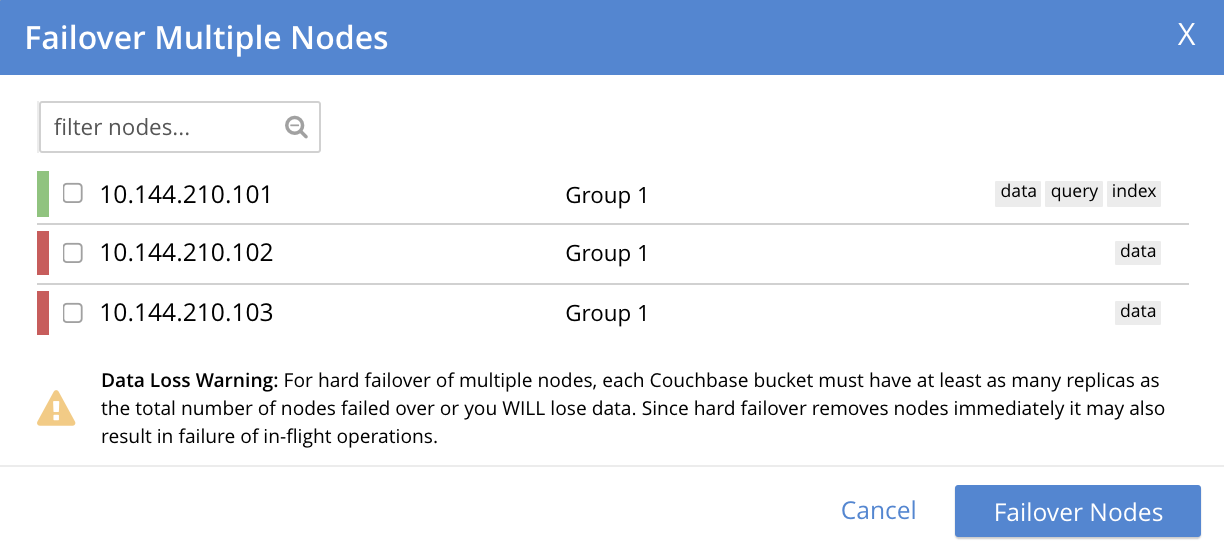 Failover Multiple Nodes X
filter nodes...
10.144.210.101 Group 1 data query index
10.144.210.102 Group 1 data
10.144.210.103 Group 1 data
Data Loss Warning: For hard failover of multiple nodes, each Couchbase bucket must have at least as many replicas as
the total number of nodes failed over or you WILL lose data. Since hard failover removes nodes immediately it may also
result in failure of in-flight operations.
Cancel Failover Nodes